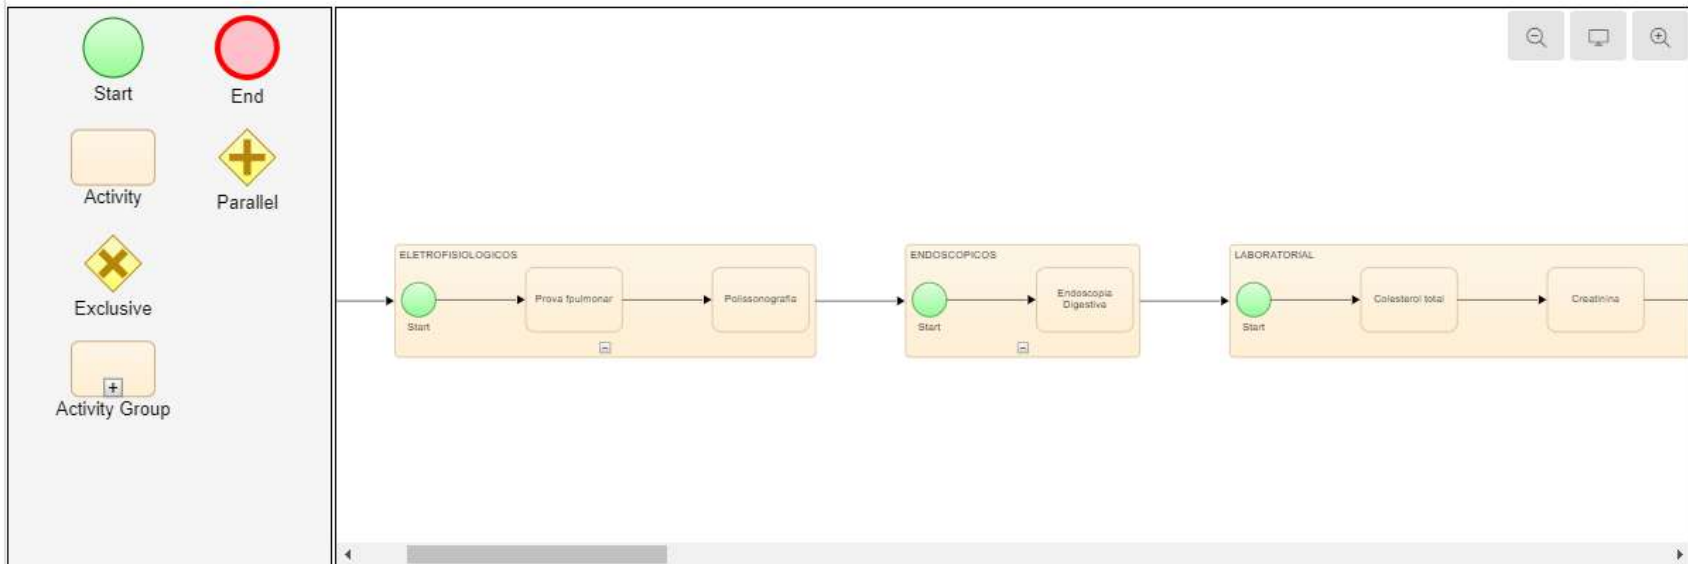 Start
End
Activity
Parallel
Exclusive
Activity Group
ELETROFISIOLOGICOS
Start
Prova fpulmonar
Polissonografia
ENDOSCOPICOS
Start
Endoscopia
Digestiva
LABORATORIAL
Start
Colesterol total
Creatinina